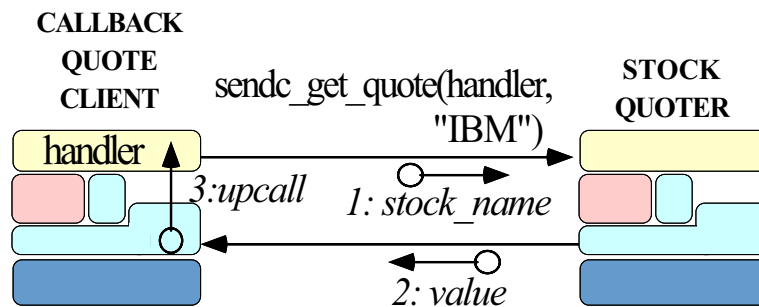 CALLBACK
QUOTE
CLIENT
sendc_get_quote(handler,
"IBM")
STOCK
QUOTER
handler
3:upcall
1: stock_name
2: value